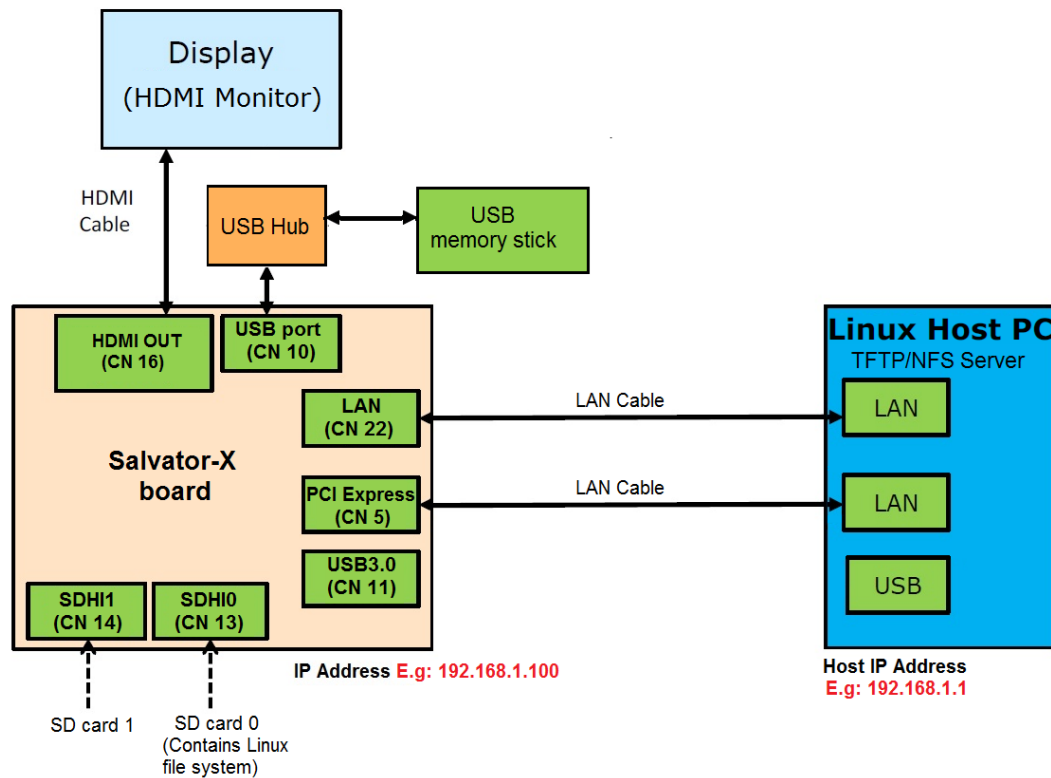 Display
(HDMI Monitor)
HDMI
Cable
USB Hub
USB
memory stick
HDMI OUT
(CN 16)
USB port
(CN 10)
LAN
(CN 22)
Salvator-X
board
PCI Express
(CN 5)
USB3.0
(CN 11)
SDHI1
(CN 14)
SDHI0
(CN 13)
LAN Cable
LAN Cable
Linux Host PC
TFTP/NFS Server
LAN
LAN
USB
IP Address E.g: 192.168.1.100
Host IP Address
E.g: 192.168.1.1
SD card 1
SD card 0
(Contains Linux
file system)